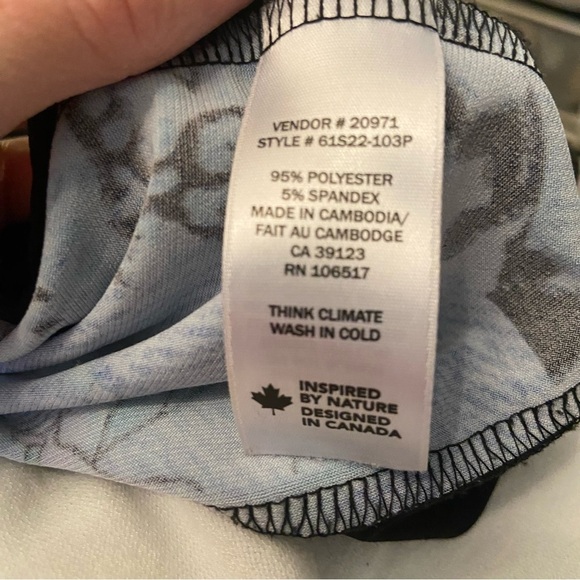 VENDOR # 20971
STYLE # 61S22-103P
95% POLYESTER
5% SPANDEX
MADE IN CAMBODIA/
FAIT AU CAMBODGE
CA 39123
RN 106517
THINK CLIMATE
WASH IN COLD
INSPIRED
BY NATURE
DESIGNED
IN CANADA